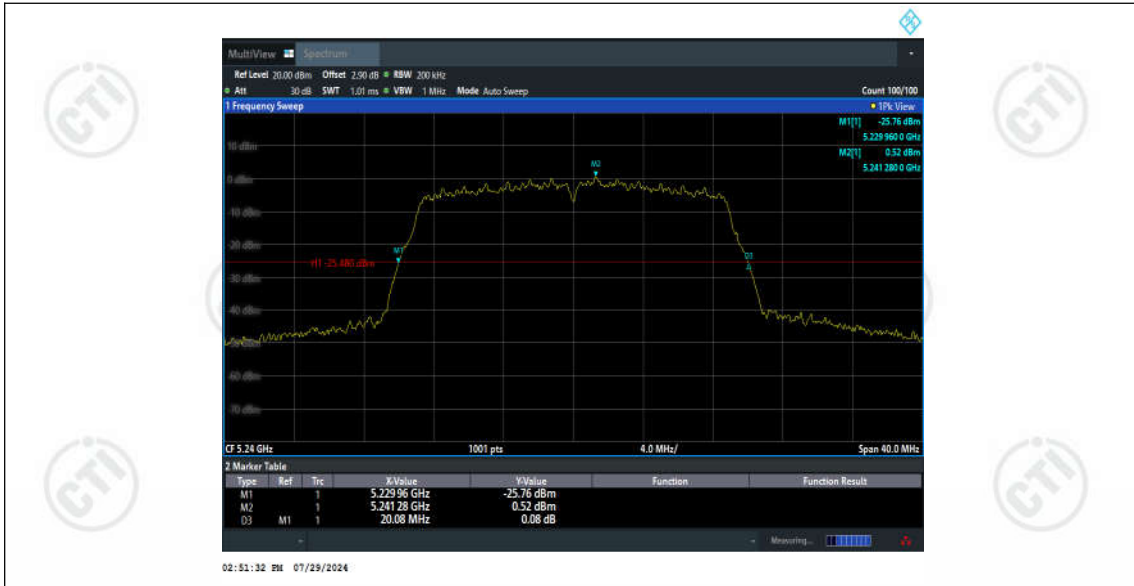 MultiView Spectrum
Ref Level 20.00 dBm Offset 2.90 dB RBW 200 kHz
Att 30 dB SWT 1.01 ms VBW 1 MHz Mode Auto Sweep Count 100/100
1 Frequency Sweep 1Pk View
M1[1] -25.76 dBm
5.229 960 0 GHz
M2[1] 0.52 dBm
5.241 280 0 GHz
10 dBm
M2
0 dBm
-10 dBm
-20 dBm
M1
D3
H1 -25.480 dBm
-30 dBm
-40 dBm
-50 dBm
-60 dBm
-70 dBm
CF 5.24 GHz 1001 pts 4.0 MHz/ Span 40.0 MHz
2 Marker Table
Type Ref Trc X-Value Y-Value Function Function Result
M1 1 5.229 96 GHz -25.76 dBm
M2 1 5.241 28 GHz 0.52 dBm
D3 M1 1 20.08 MHz 0.08 dB
Measuring...
02:51:32 PM 07/29/2024
CTI
CTI
CTI
CTI